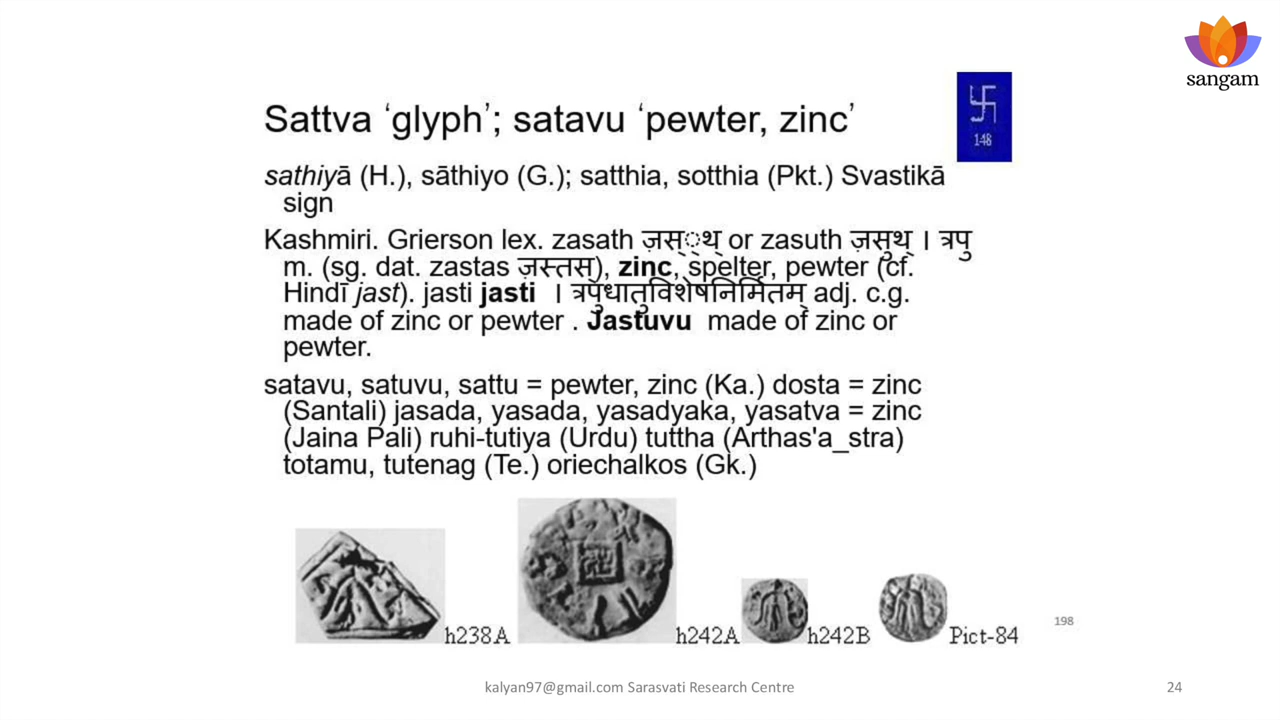 sangam
Sattva ‘glyph’; satavu ‘pewter, zinc’
148
sathiyā (H.), sāthiyo (G.); satthia, sotthia (Pkt.) Svastikā
sign
Kashmiri. Grierson lex. zasath ज़स््थ् or zasuth ज़सुथ् । त्रपु
m. (sg. dat. zastas ज़स्तस्), zinc, spelter, pewter (cf.
Hindī jast). jasti jasti । त्रपुधातुविशेषनिर्मितम् adj. c.g.
made of zinc or pewter . Jastuvu made of zinc or
pewter.
satavu, satuvu, sattu = pewter, zinc (Ka.) dosta = zinc
(Santali) jasada, yasada, yasadyaka, yasatva = zinc
(Jaina Pali) ruhi-tutiya (Urdu) tuttha (Arthas'a_stra)
totamu, tutenag (Te.) oriechalkos (Gk.)
h238A h242A h242B Pict-84
198
kalyan97@gmail.com Sarasvati Research Centre 24